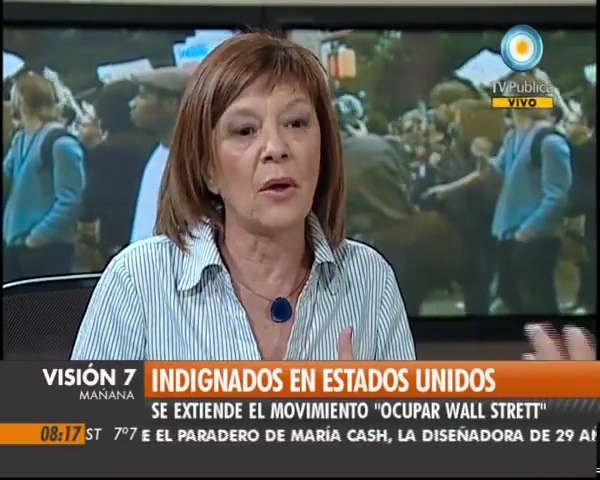 TV Pública
VIVO
VISIÓN 7
MAÑANA
INDIGNADOS EN ESTADOS UNIDOS
SE EXTIENDE EL MOVIMIENTO "OCUPAR WALL STRETT"
08:17 ST 7°7 E EL PARADERO DE MARÍA CASH, LA DISEÑADORA DE 29 AÑ